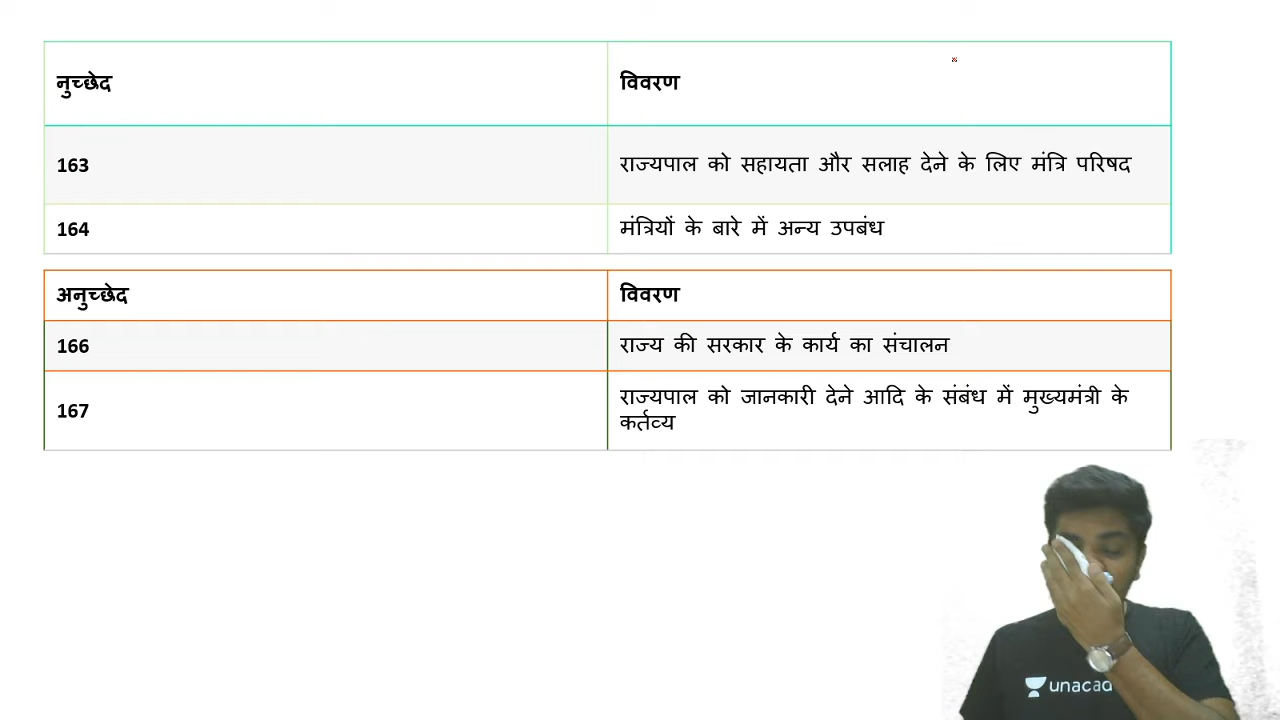 नुच्छेद विवरण
163 राज्यपाल को सहायता और सलाह देने के लिए मंत्रि परिषद
164 मंत्रियों के बारे में अन्य उपबंध
अनुच्छेद विवरण
166 राज्य की सरकार के कार्य का संचालन
167 राज्यपाल को जानकारी देने आदि के संबंध में मुख्यमंत्री के
कर्तव्य
unacad